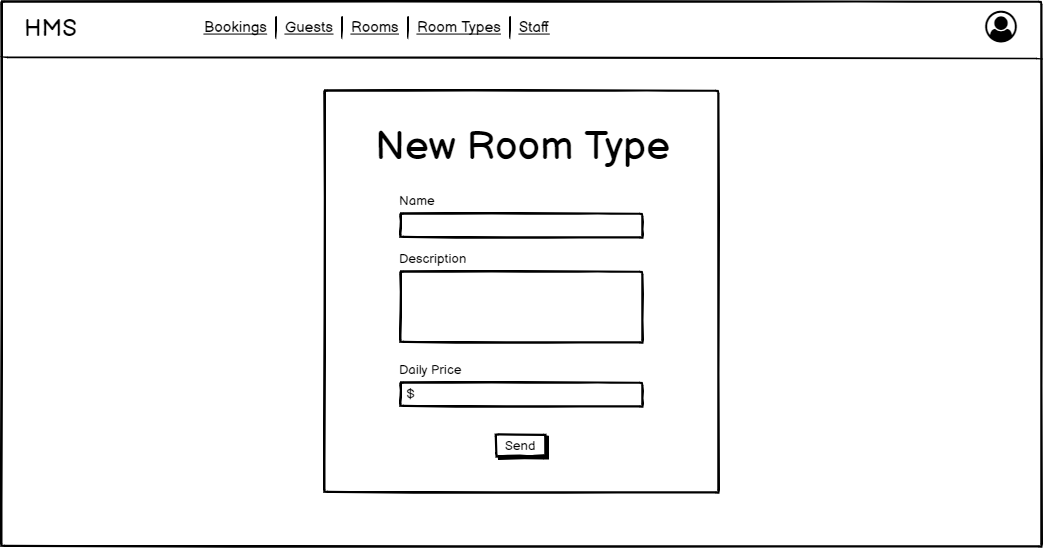 HMS Bookings Guests Rooms Room Types Staff
New Room Type
Name
Description
Daily Price
$
Send